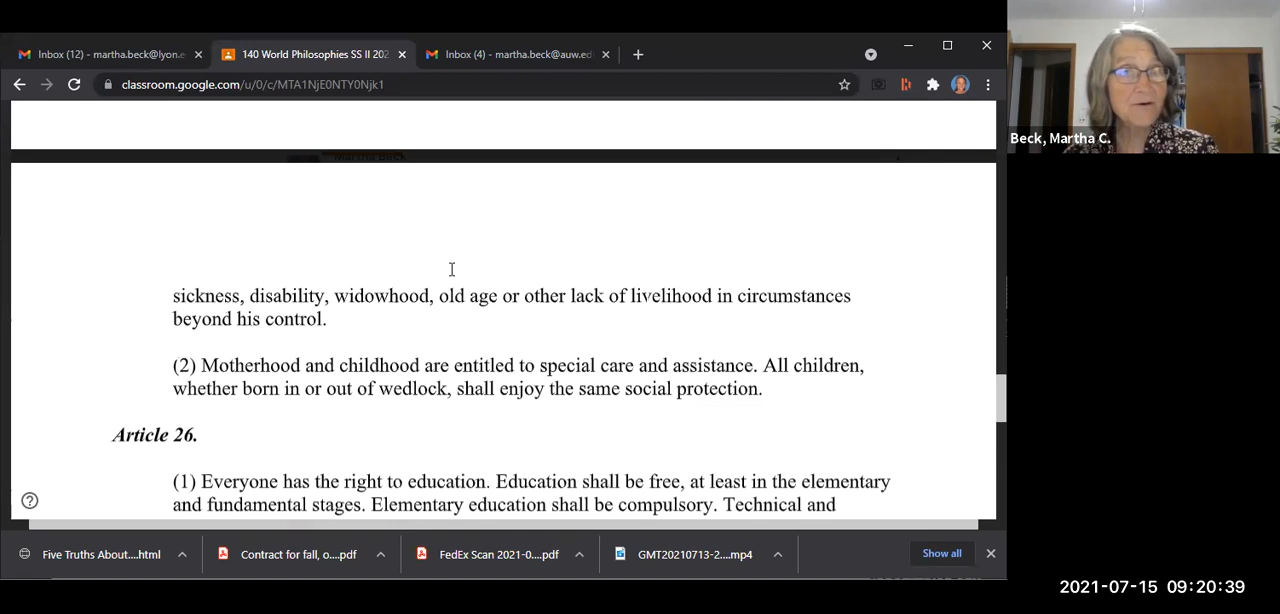 Inbox (12) - martha.beck@lyon.e
140 World Philosophies SS II 202
Inbox (4) - martha.beck@auw.ed
classroom.google.com/u/0/c/MTA1NjE0NTY0Njk1
Beck, Martha C.
sickness, disability, widowhood, old age or other lack of livelihood in circumstances
beyond his control.
(2) Motherhood and childhood are entitled to special care and assistance. All children,
whether born in or out of wedlock, shall enjoy the same social protection.
Article 26.
(1) Everyone has the right to education. Education shall be free, at least in the elementary
and fundamental stages. Elementary education shall be compulsory. Technical and
Five Truths About....html
Contract for fall, o....pdf
FedEx Scan 2021-0....pdf
GMT20210713-2....mp4
Show all
2021-07-15 09:20:39